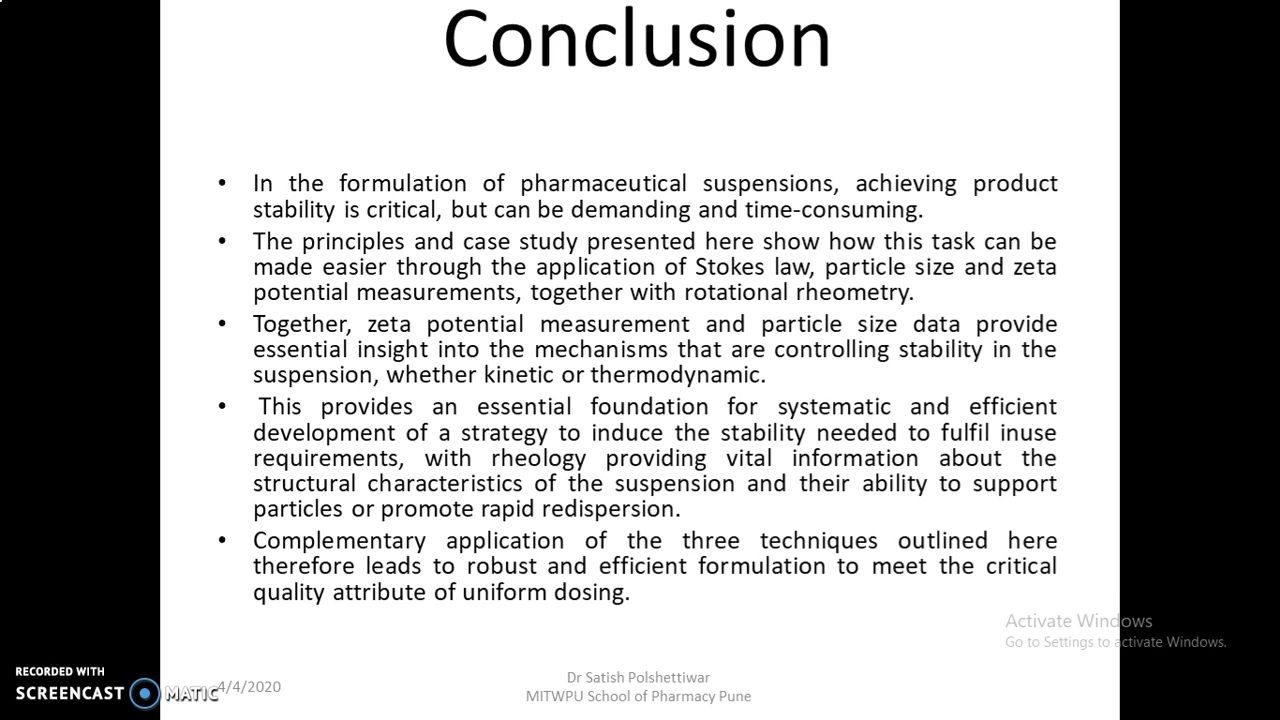 Conclusion
• In the formulation of pharmaceutical suspensions, achieving product
stability is critical, but can be demanding and time-consuming.
• The principles and case study presented here show how this task can be
made easier through the application of Stokes law, particle size and zeta
potential measurements, together with rotational rheometry.
• Together, zeta potential measurement and particle size data provide
essential insight into the mechanisms that are controlling stability in the
suspension, whether kinetic or thermodynamic.
• This provides an essential foundation for systematic and efficient
development of a strategy to induce the stability needed to fulfil inuse
requirements, with rheology providing vital information about the
structural characteristics of the suspension and their ability to support
particles or promote rapid redispersion.
• Complementary application of the three techniques outlined here
therefore leads to robust and efficient formulation to meet the critical
quality attribute of uniform dosing.
Activate Windows
Go to Settings to activate Windows.
RECORDED WITH
SCREENCAST MATIC
4/4/2020
Dr Satish Polshettiwar
MITWPU School of Pharmacy Pune